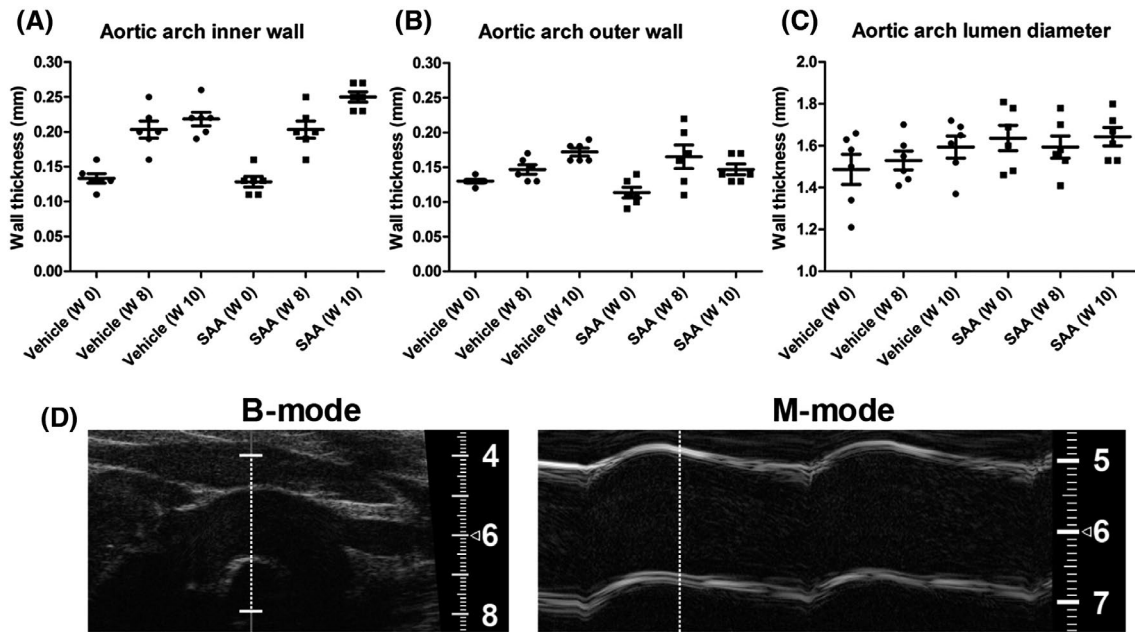 (A)
Aortic arch inner wall
Wall thickness (mm)
0.30
0.25
0.20
0.15
0.10
0.05
0.00
Vehicle (W 0)
Vehicle (W 8)
Vehicle (W 10)
SAA (W 0)
SAA (W 8)
SAA (W 10)
(B)
Aortic arch outer wall
Wall thickness (mm)
0.30
0.25
0.20
0.15
0.10
0.05
0.00
Vehicle (W 0)
Vehicle (W 8)
Vehicle (W 10)
SAA (W 0)
SAA (W 8)
SAA (W 10)
(C)
Aortic arch lumen diameter
Wall thickness (mm)
2.0
1.8
1.6
1.4
1.2
1.0
Vehicle (W 0)
Vehicle (W 8)
Vehicle (W 10)
SAA (W 0)
SAA (W 8)
SAA (W 10)
(D)
B-mode
4
6
8
M-mode
5
6
7